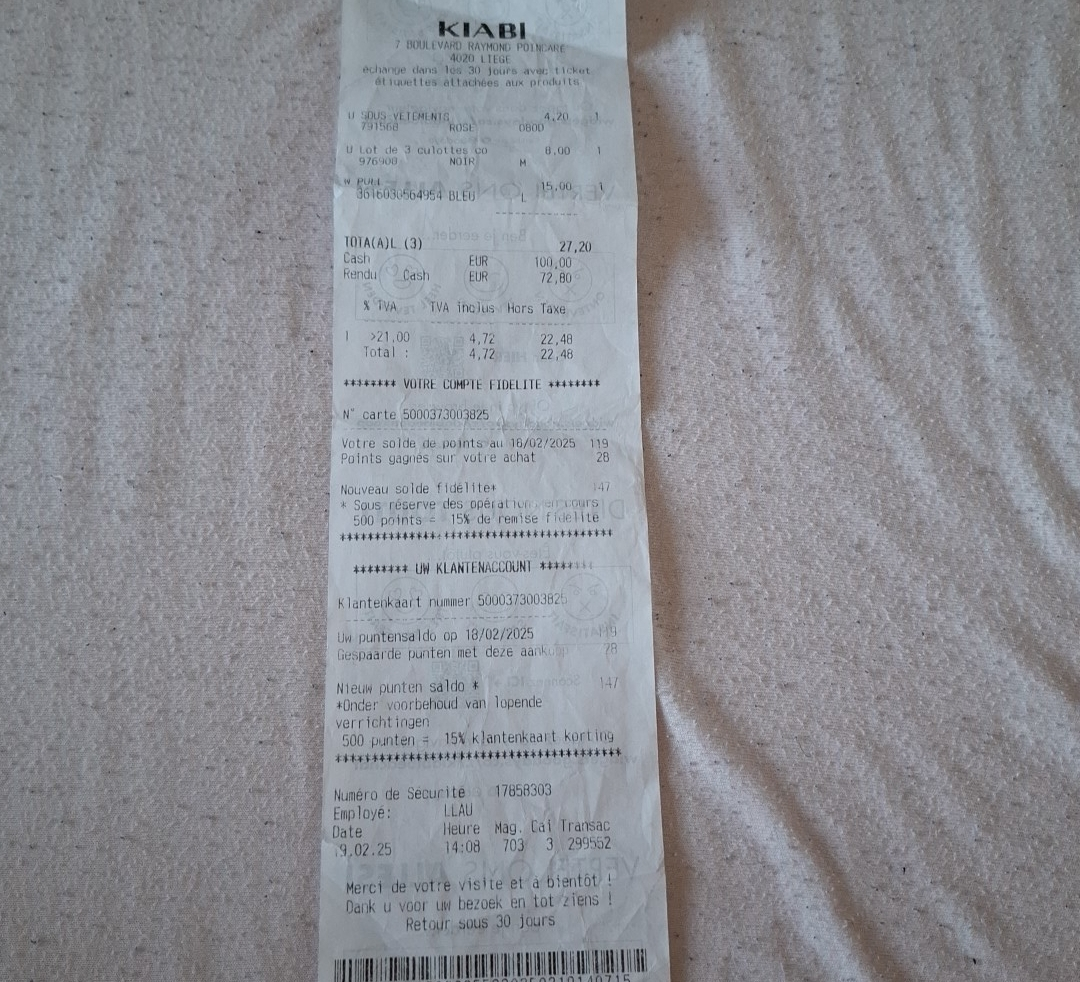 KIABI
7 BOULEVARD RAYMOND POINCARE
4020 LIEGE
échange dans les 30 jours avec ticket
étiquettes attachées aux produits
U SOUS VETEMENTS 4,20 1
791568 ROSE 080D
U Lot de 3 culottes co 8,00 1
976900 NOIR M
W PULL 15,00 1
3616030564954 BLEU L
TOTA(A)L (3) 27,20
Cash EUR 100,00
Rendu Cash EUR 72,80
% TVA TVA inclus Hors Taxe
1 >21,00 4,72 22,48
Total : 4,72 22,48
******** VOTRE COMPTE FIDELITE ********
N° carte 5000373003825
Votre solde de points au 18/02/2025 119
Points gagnés sur votre achat 28
Nouveau solde fidélité* 147
* Sous réserve des opérations en cours
500 points = 15% de remise fidelité
******** UW KLANTENACCOUNT ********
Klantenkaart nummer 5000373003825
Uw puntensaldo op 18/02/2025 119
Gespaarde punten met deze aankoop 28
Nieuw punten saldo * 147
*Onder voorbehoud van lopende
verrichtingen
500 punten = 15% klantenkaart korting
Numéro de Sécurité 17858303
Employé: LLAU
Date Heure Mag. Cai Transac
19.02.25 14:08 703 3 299552
Merci de votre visite et à bientôt !
Dank u voor uw bezoek en tot ziens !
Retour sous 30 jours